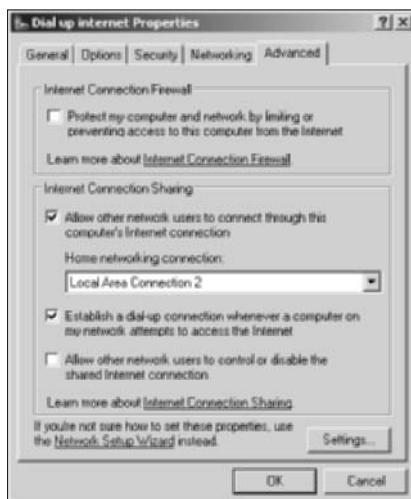 Dial up internet Properties
? X
General Options Security Networking Advanced
Internet Connection Firewall
Protect my computer and network by limiting or
preventing access to this computer from the Internet
Learn more about Internet Connection Firewall.
Internet Connection Sharing
Allow other network users to connect through this
computer's Internet connection
Home networking connection:
Local Area Connection 2
Establish a dial-up connection whenever a computer on
my network attempts to access the Internet
Allow other network users to control or disable the
shared Internet connection
Learn more about Internet Connection Sharing.
If you're not sure how to set these properties, use
the Network Setup Wizard instead.
Settings...
OK Cancel